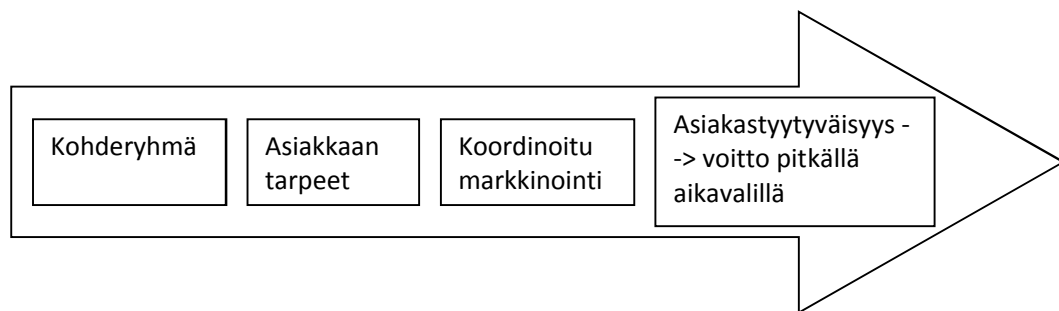 Kohderyhmä
Asiakkaan
tarpeet
Koordinoitu
markkinointi
Asiakastyytyväisyys -
-> voitto pitkällä
aikavalillä